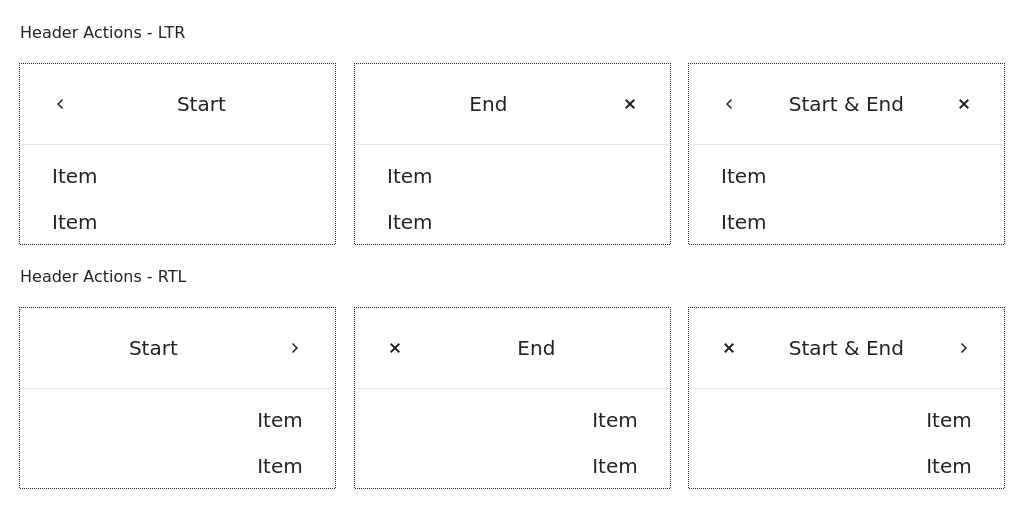 Header Actions - LTR
Start
Item
Item
End
Item
Item
Start & End
Item
Item
Header Actions - RTL
Start
Item
Item
End
Item
Item
Start & End
Item
Item